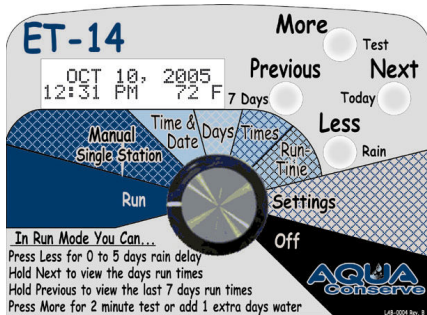 ET-14
OCT 10, 2005
12:31 PM 72 F
More
Test
Previous
7 Days
Next
Today
Less
Rain
Manual
Single Station
Time &
Date
Days
Times
Run-
Time
Run
Settings
Off
In Run Mode You Can...
Press Less for 0 to 5 days rain delay
Hold Next to view the days run times
Hold Previous to view the last 7 days run times
Press More for 2 minute test or add 1 extra days water
AQUA
Conserve
LAB-0004 Rev. B